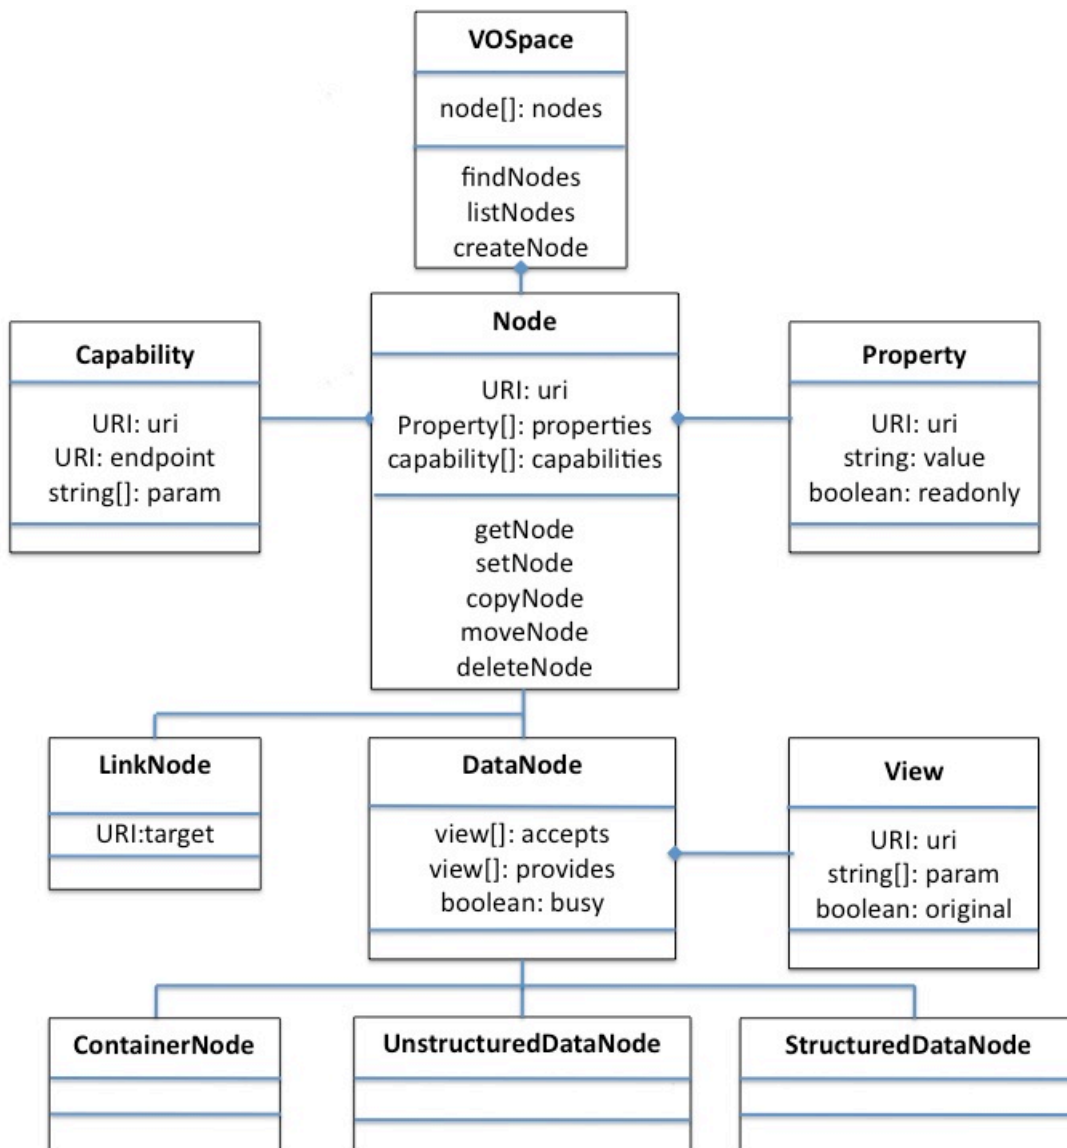 VOSpace
node[]: nodes
findNodes
listNodes
createNode
Capability
URI: uri
URI: endpoint
string[]: param
Node
URI: uri
Property[]: properties
capability[]: capabilities
getNode
setNode
copyNode
moveNode
deleteNode
Property
URI: uri
string: value
boolean: readonly
LinkNode
URI:target
DataNode
view[]: accepts
view[]: provides
boolean: busy
View
URI: uri
string[]: param
boolean: original
ContainerNode
UnstructuredDataNode
StructuredDataNode